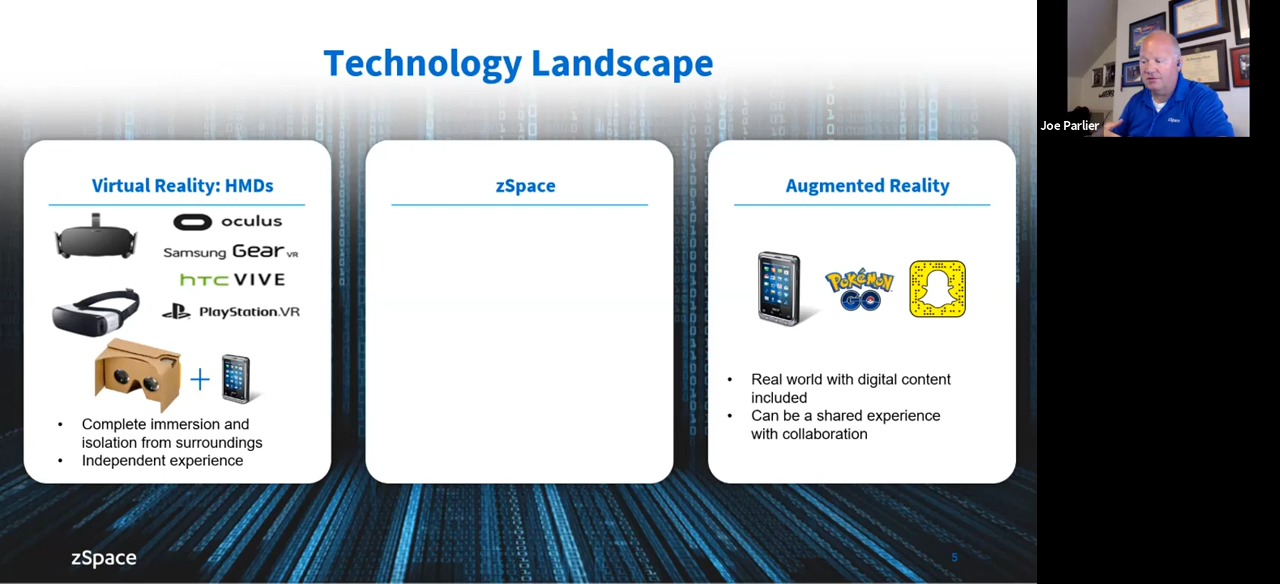 Technology Landscape
Virtual Reality: HMDs
oculus
Samsung Gear VR
htc VIVE
PlayStation.VR
+
• Complete immersion and
isolation from surroundings
• Independent experience
zSpace
Augmented Reality
POKÉMON
GO
• Real world with digital content
included
• Can be a shared experience
with collaboration
zSpace
5
Joe Parlier
zSpace